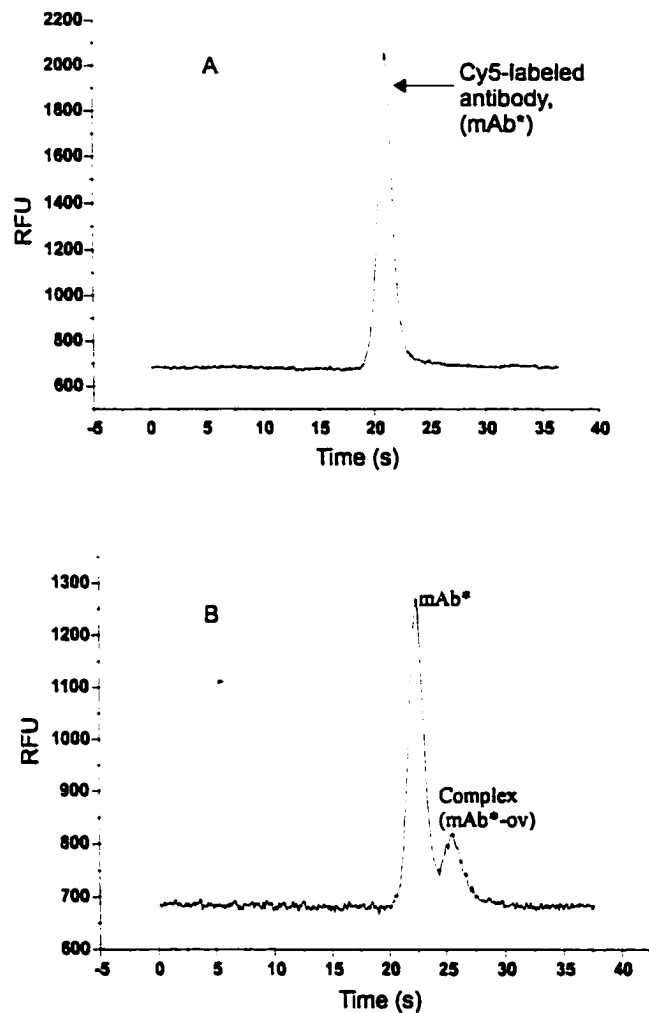 2200
2000
1800
1600
1400
1200
1000
800
600
RFU
A
Cy5-labeled
antibody,
(mAb*)
-5 0 5 10 15 20 25 30 35 40
Time (s)
1300
1200
1100
1000
900
800
700
600
RFU
B
mAb*
Complex
(mAb*-ov)
-5 0 5 10 15 20 25 30 35 40
Time (s)